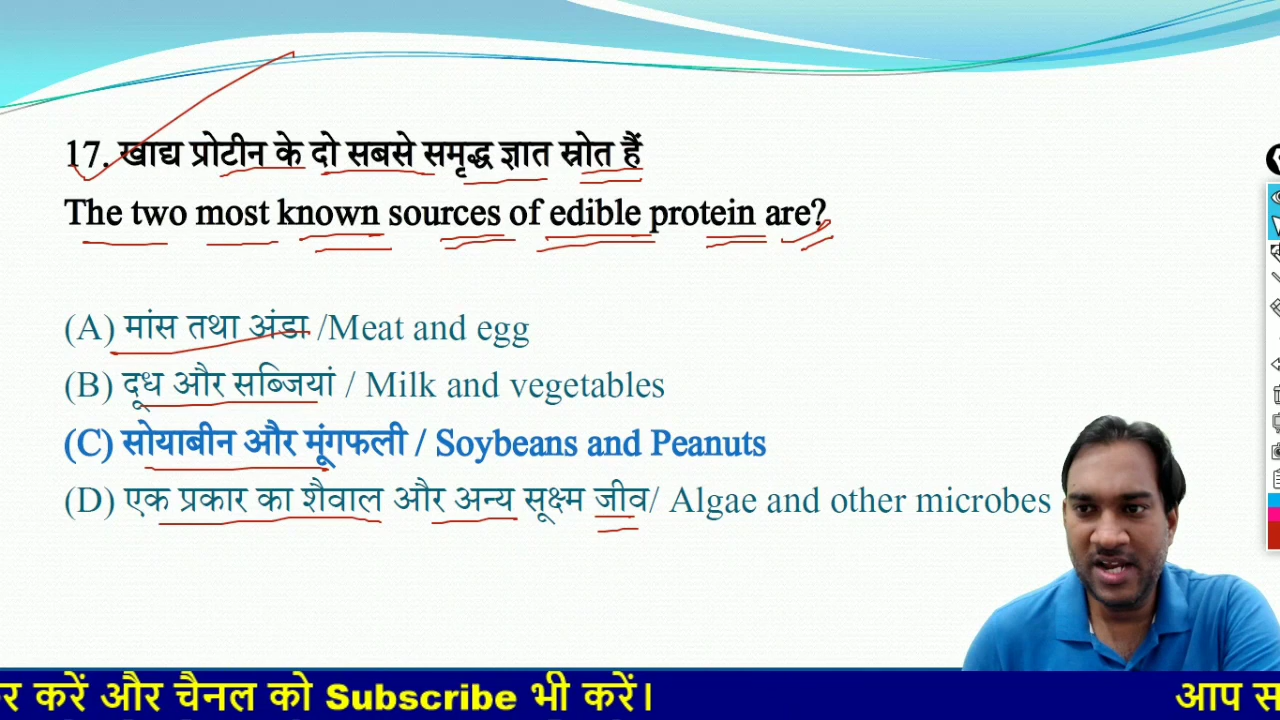 17. खाद्य प्रोटीन के दो सबसे समृद्ध ज्ञात स्रोत हैं
The two most known sources of edible protein are?
(A) मांस तथा अंडा /Meat and egg
(B) दूध और सब्जियां / Milk and vegetables
(C) सोयाबीन और मूंगफली / Soybeans and Peanuts
(D) एक प्रकार का शैवाल और अन्य सूक्ष्म जीव/ Algae and other microbes
करें और चैनल को Subscribe भी करें। आप